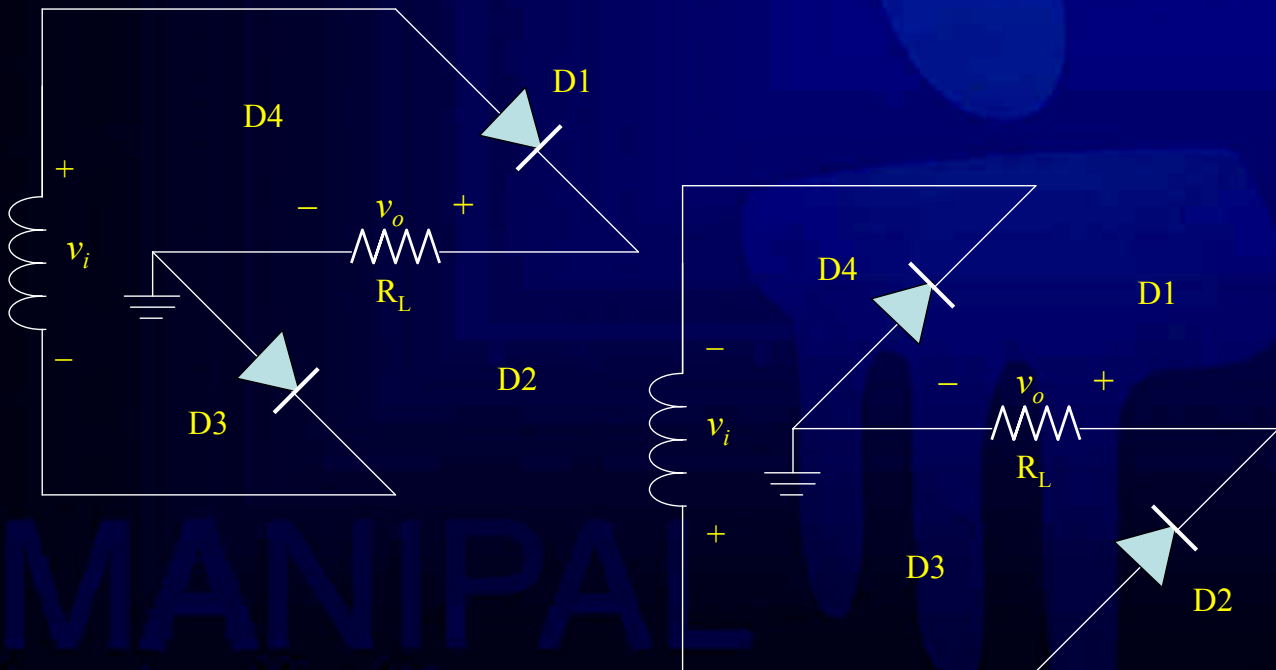 D1
D4
+
− vo +
vi
RL
−
D2
D3
D4
D1
−
− vo +
vi
RL
+
D3
D2
MANIPAL